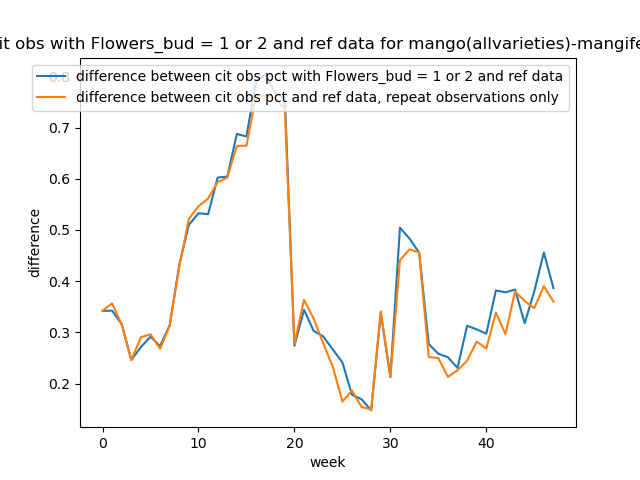 it obs with Flowers_bud = 1 or 2 and ref data for mango(allvarieties)-mangife
difference between cit obs pct with Flowers_bud = 1 or 2 and ref data
difference between cit obs pct and ref data, repeat observations only
0.8
0.7
0.6
0.5
0.4
0.3
0.2
difference
0
10
20
30
40
week